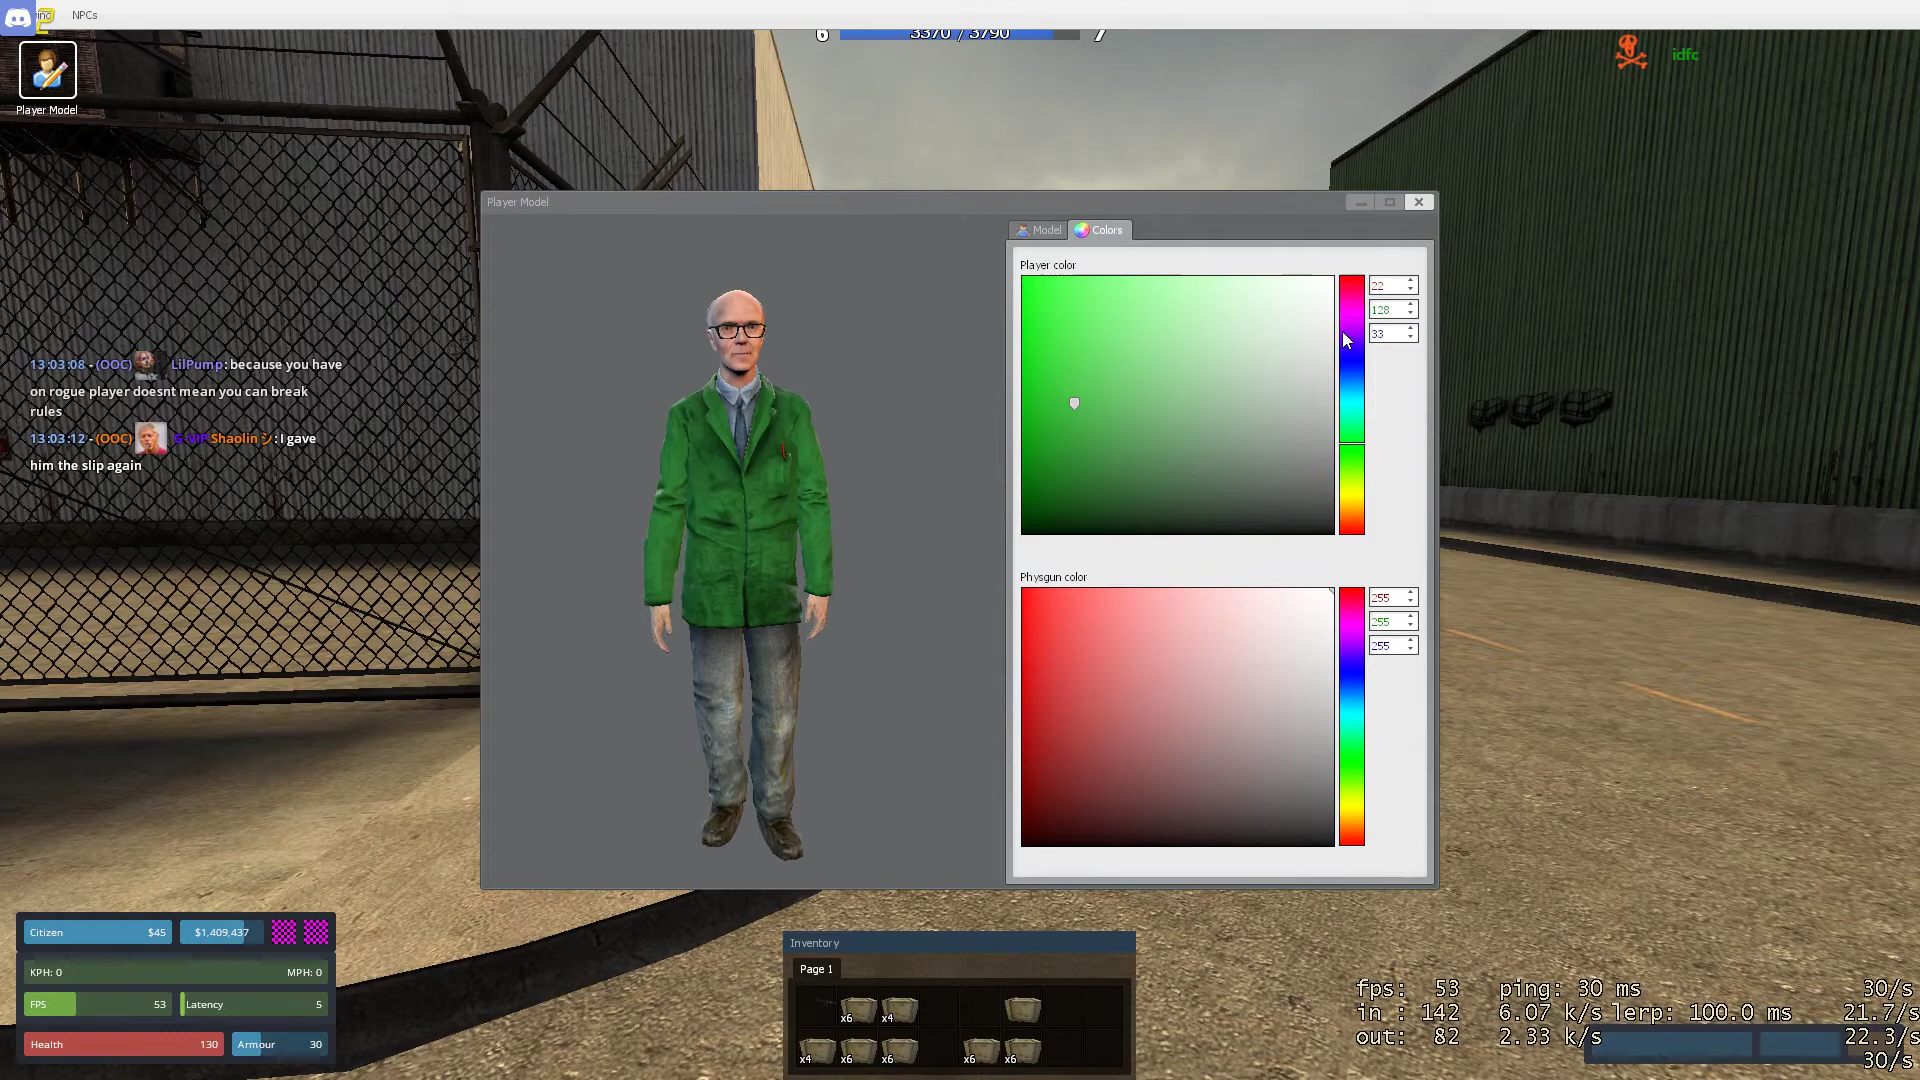 NPCs
6
3370 / 3790
7
idfc
Player Model
Player Model
Model
Colors
Player color
22
128
33
13:03:08 - (OOC) LilPump: because you have
on rogue player doesnt mean you can break
rules
13:03:12 - (OOC) G-VIP Shaolin シ: I gave
him the slip again
Physgun color
255
255
255
Citizen $45
$1,409,437
KPH: 0 MPH: 0
FPS 53
Latency 5
Health 130
Armour 30
Inventory
Page 1
x6 x4
x4 x6 x6 x6 x6
fps: 53 ping: 30 ms 30/s
in : 142 6.07 k/s lerp: 100.0 ms 21.7/s
out: 82 2.33 k/s 22.3/s
30/s